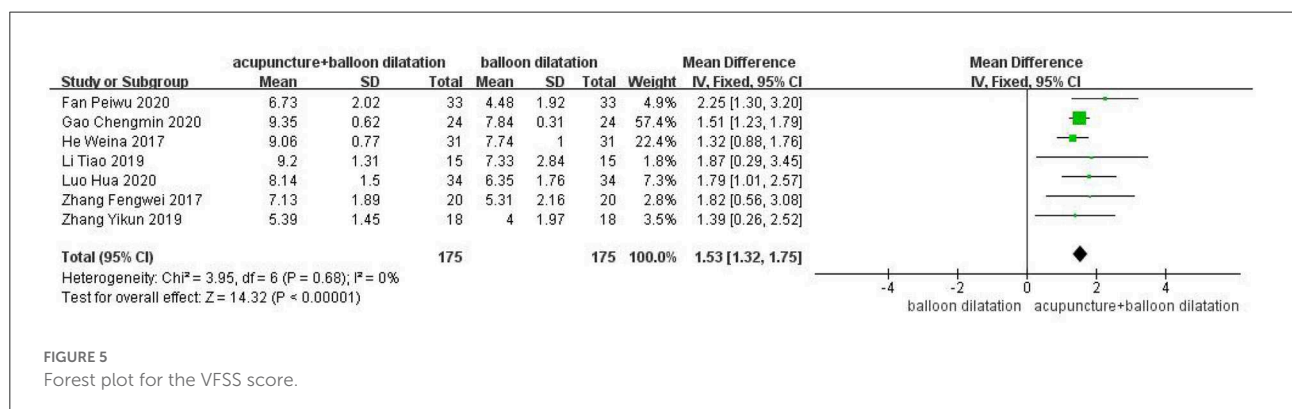 acupuncture+balloon dilatation balloon dilatation Mean Difference Mean Difference
Study or Subgroup Mean SD Total Mean SD Total Weight IV, Fixed, 95% CI IV, Fixed, 95% CI
Fan Peiwu 2020 6.73 2.02 33 4.48 1.92 33 4.9% 2.25 [1.30, 3.20]
Gao Chengmin 2020 9.35 0.62 24 7.84 0.31 24 57.4% 1.51 [1.23, 1.79]
He Weina 2017 9.06 0.77 31 7.74 1 31 22.4% 1.32 [0.88, 1.76]
Li Tiao 2019 9.2 1.31 15 7.33 2.84 15 1.8% 1.87 [0.29, 3.45]
Luo Hua 2020 8.14 1.5 34 6.35 1.76 34 7.3% 1.79 [1.01, 2.57]
Zhang Fengwei 2017 7.13 1.89 20 5.31 2.16 20 2.8% 1.82 [0.56, 3.08]
Zhang Yikun 2019 5.39 1.45 18 4 1.97 18 3.5% 1.39 [0.26, 2.52]
Total (95% CI) 175 175 100.0% 1.53 [1.32, 1.75]
Heterogeneity: Chi² = 3.95, df = 6 (P = 0.68); I² = 0%
Test for overall effect: Z = 14.32 (P < 0.00001)
-4 -2 0 2 4
balloon dilatation acupuncture+balloon dilatation
FIGURE 5
Forest plot for the VFSS score.